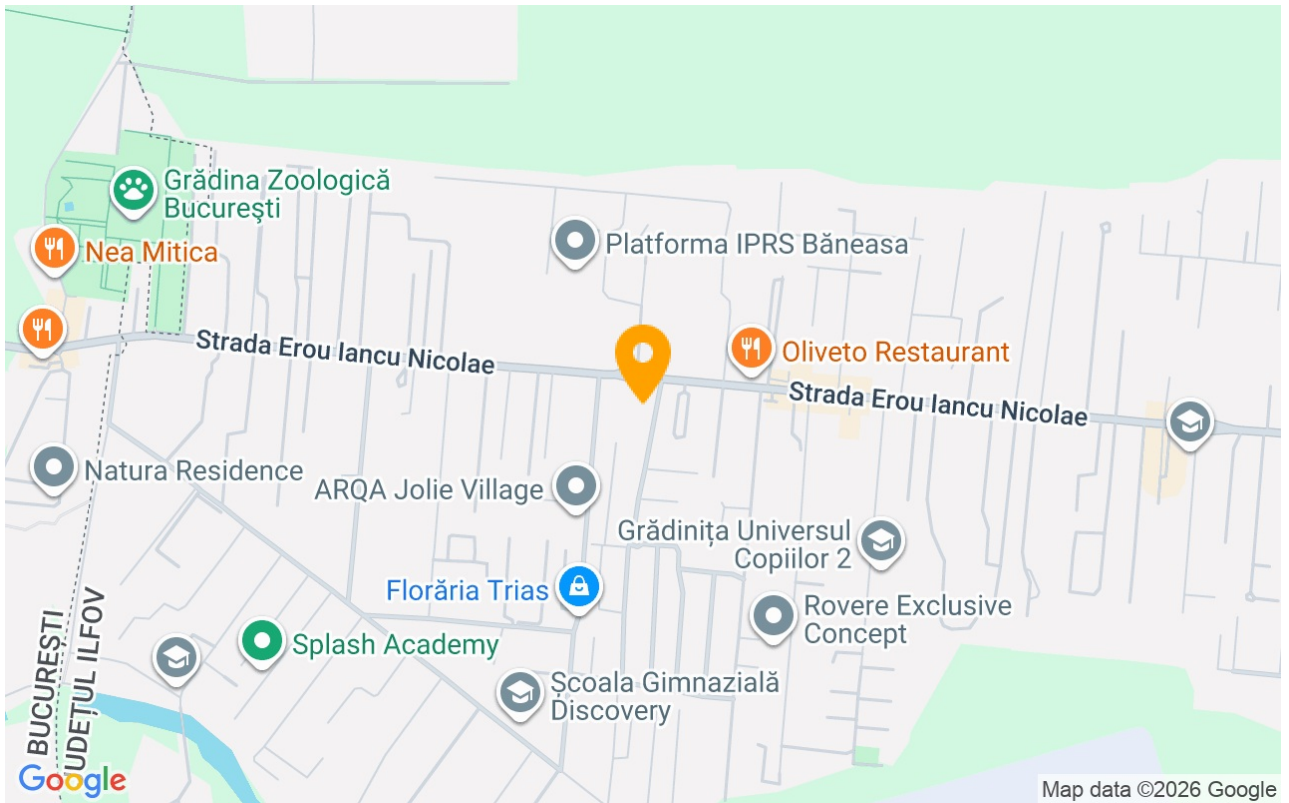 Grădina Zoologică
București
Nea Mitica
Platforma IPRS Băneasa
Strada Erou Iancu Nicolae
Oliveto Restaurant
Strada Erou Iancu Nicolae
Natura Residence
ARQA Jolie Village
Grădinița Universul
Copiilor 2
Florăria Trias
Rovere Exclusive
Concept
Splash Academy
Școala Gimnazială
Discovery
BUCUREȘTI
JUDEȚUL ILFOV
Google
Map data ©2026 Google